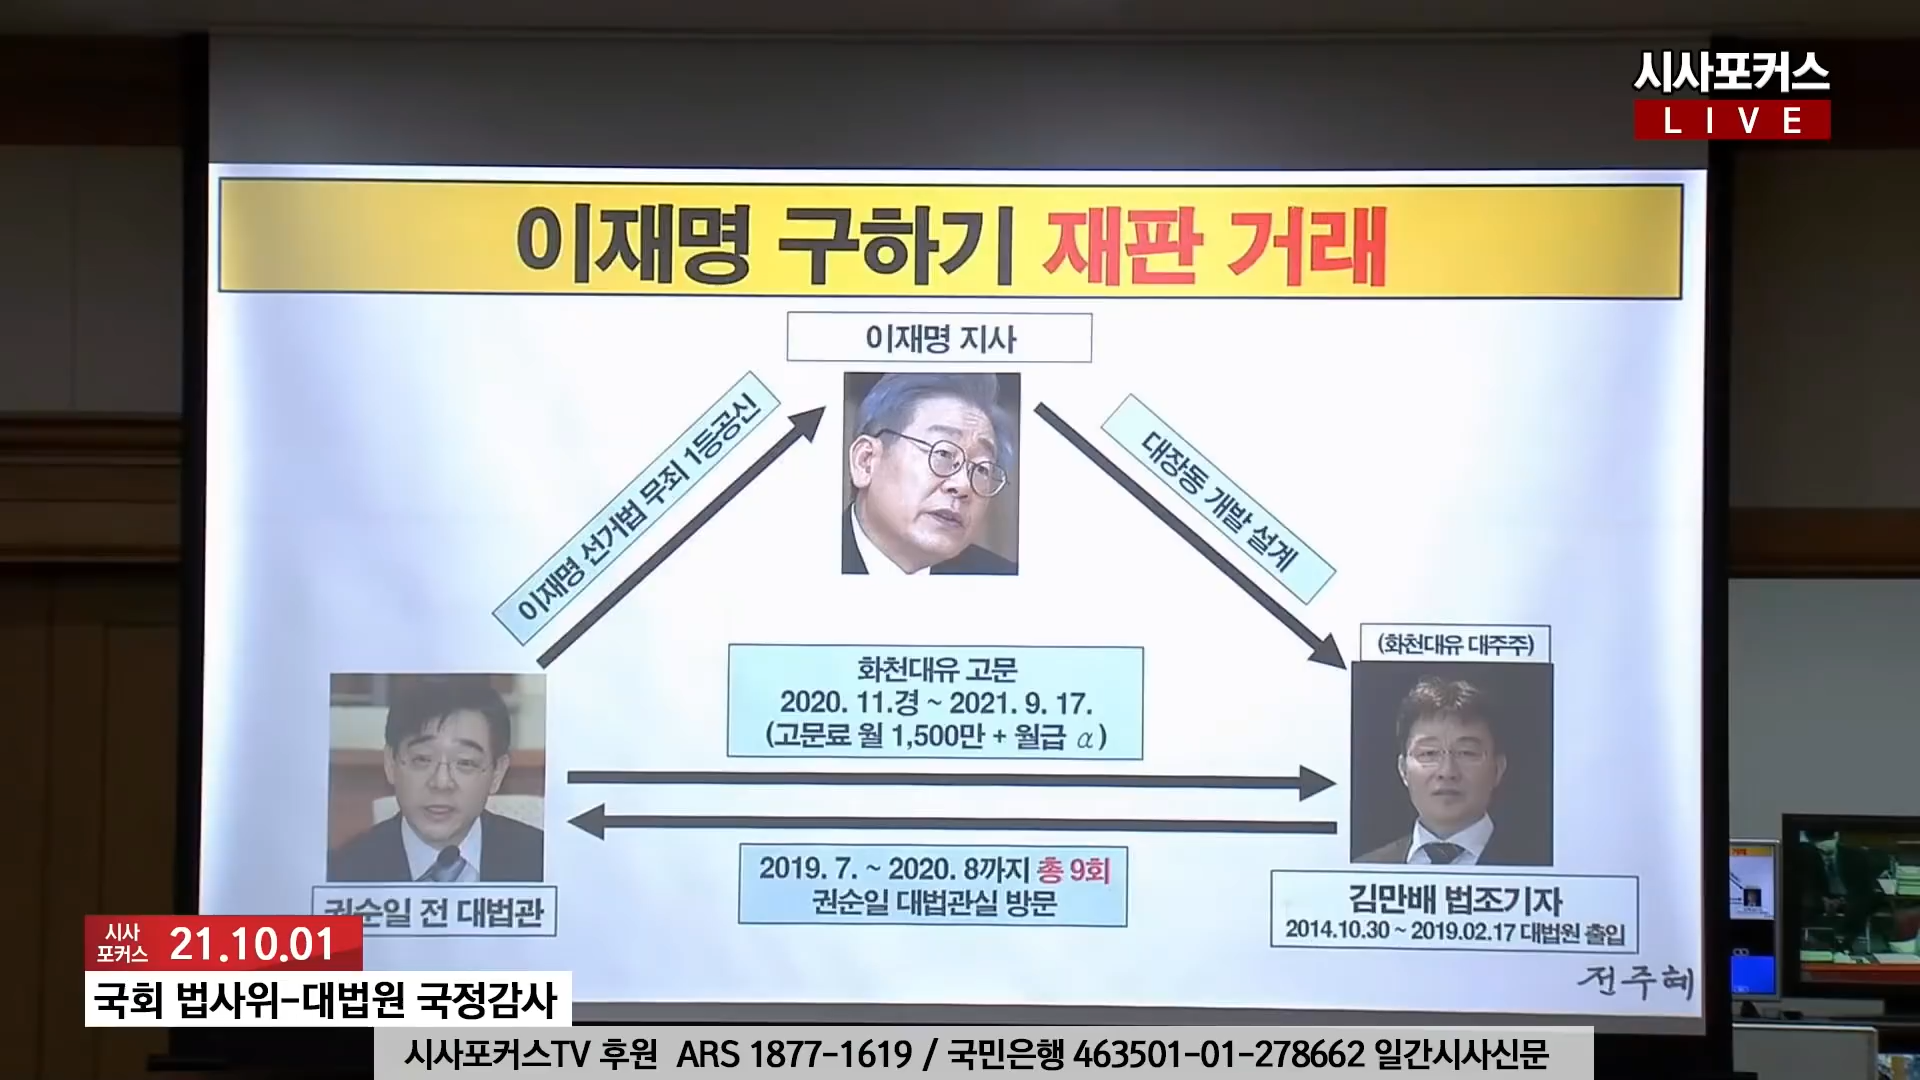 시사포커스
LIVE
이재명 구하기 재판 거래
이재명 지사
이재명 선거법 무죄 1등공신
대장동 개발 설계
(화천대유 대주주)
화천대유 고문
2020. 11.경 ~ 2021. 9. 17.
(고문료 월 1,500만 + 월급 α)
2019. 7. ~ 2020. 8까지 총 9회
권순일 대법관실 방문
권순일 전 대법관
김만배 법조기자
2014.10.30 ~ 2019.02.17 대법원 출입
전주혜
시사
포커스
21.10.01
국회 법사위-대법원 국정감사
시사포커스TV 후원 ARS 1877-1619 / 국민은행 463501-01-278662 일간시사신문